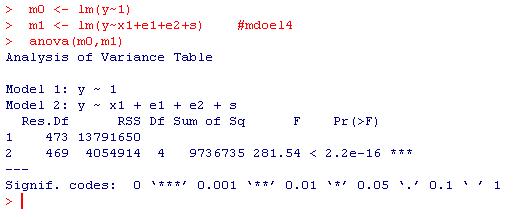 > m0 <- lm(y~1)
> m1 <- lm(y~x1+e1+e2+s)    #mdoel4
> anova(m0,m1)
Analysis of Variance Table

Model 1: y ~ 1
Model 2: y ~ x1 + e1 + e2 + s
  Res.Df      RSS Df Sum of Sq      F    Pr(>F)
1    473 13791650
2    469  4054914  4   9736735 281.54 < 2.2e-16 ***
---
Signif. codes:  0 ‘***’ 0.001 ‘**’ 0.01 ‘*’ 0.05 ‘.’ 0.1 ‘ ’ 1
>